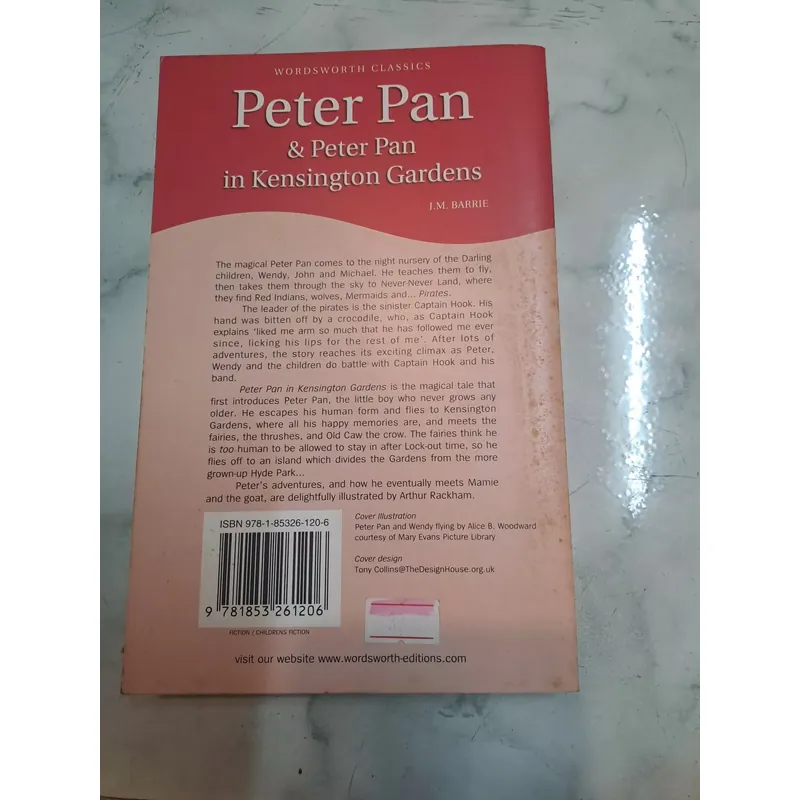 WORDSWORTH CLASSICS
Peter Pan
& Peter Pan
in Kensington Gardens
J.M. BARRIE
The magical Peter Pan comes to the night nursery of the Darling
children, Wendy, John and Michael. He teaches them to fly,
then takes them through the sky to Never-Never Land, where
they find Red Indians, wolves, Mermaids and... Pirates.
The leader of the pirates is the sinister Captain Hook. His
hand was bitten off by a crocodile, who, as Captain Hook
explains 'liked me arm so much that he has followed me ever
since, licking his lips for the rest of me'. After lots of
adventures, the story reaches its exciting climax as Peter,
Wendy and the children do battle with Captain Hook and his
band.
Peter Pan in Kensington Gardens is the magical tale that
first introduces Peter Pan, the little boy who never grows any
older. He escapes his human form and flies to Kensington
Gardens, where all his happy memories are, and meets the
fairies, the thrushes, and Old Caw the crow. The fairies think he
is too human to be allowed to stay in after Lock-out time, so he
flies off to an island which divides the Gardens from the more
grown-up Hyde Park...
Peter's adventures, and how he eventually meets Mamie
and the goat, are delightfully illustrated by Arthur Rackham.
ISBN 978-1-85326-120-6
9 781853 261206
FICTION / CHILDRENS FICTION
Cover Illustration
Peter Pan and Wendy flying by Alice B. Woodward
courtesy of Mary Evans Picture Library
Cover design
Tony Collins@TheDesignHouse.org.uk
visit our website www.wordsworth-editions.com